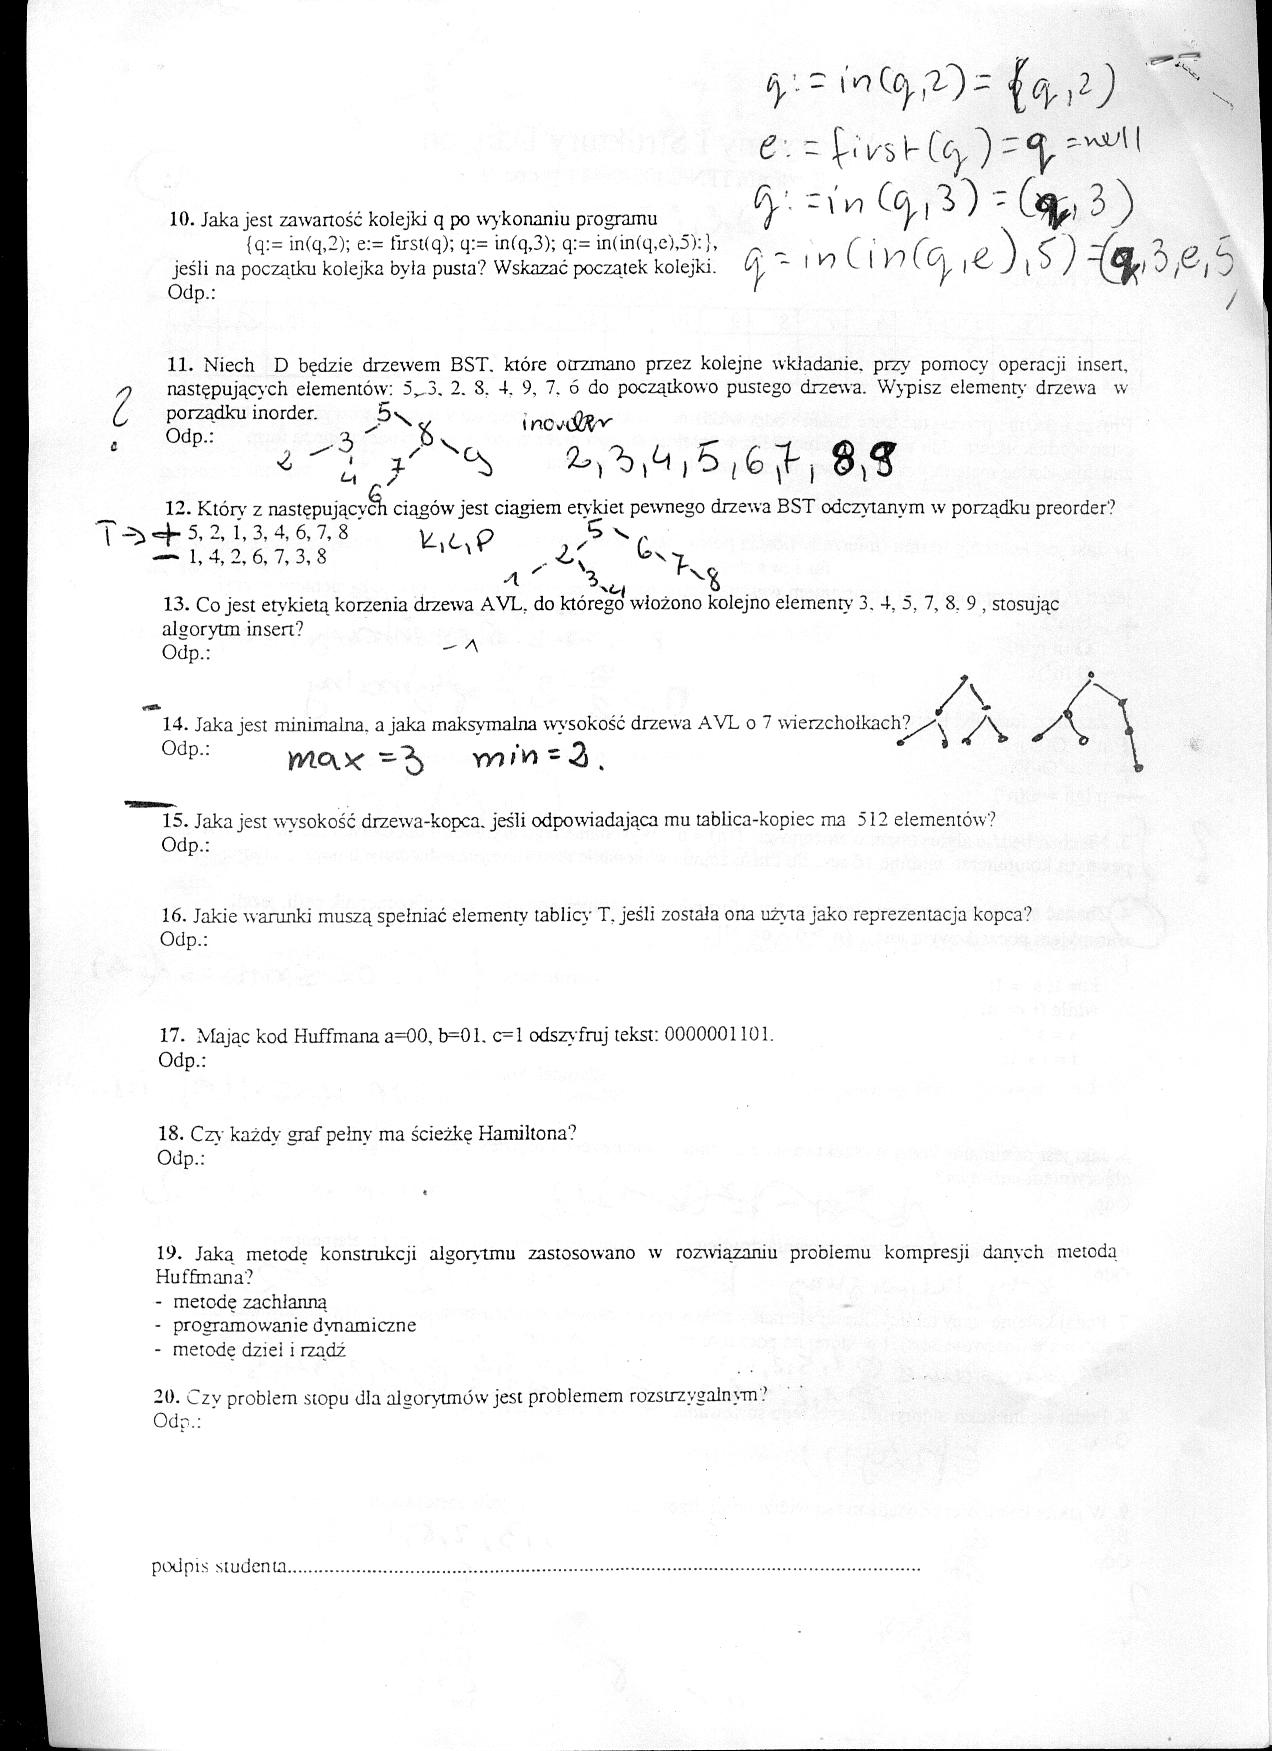 q := in(q,2) = (q,2)
e := first(q) = q = null
q := in(q,3) = (q,3)
q = in(in(q,e),5) = (q,3,e,5)
10. Jaka jest zawartość kolejki q po wykonaniu programu
{q:= in(q,2); e:= first(q); q:= in(q,3); q:= in(in(q,e),5);},
jeśli na początku kolejka była pusta? Wskazać początek kolejki.
Odp.:
11. Niech D będzie drzewem BST, które otrzmano przez kolejne wkładanie, przy pomocy operacji insert,
następujących elementów: 5, 3, 2, 8, 4, 9, 7, 6 do początkowo pustego drzewa. Wypisz elementy drzewa w
? porządku inorder.
Odp.:
5
3 8
2 4 7 9
6
inorder
2, 3, 4, 5, 6, 7, 8, 9
12. Który z następujących ciągów jest ciągiem etykiet pewnego drzewa BST odczytanym w porządku preorder?
T => + 5, 2, 1, 3, 4, 6, 7, 8
— 1, 4, 2, 6, 7, 3, 8
K, L, P
5
2 6
1 3 7
4 8
13. Co jest etykietą korzenia drzewa AVL, do którego włożono kolejno elementy 3, 4, 5, 7, 8, 9 , stosując
algorytm insert?
Odp.:
- 1
14. Jaka jest minimalna, a jaka maksymalna wysokość drzewa AVL o 7 wierzchołkach?
Odp.: max = 3 min = 2.
15. Jaka jest wysokość drzewa-kopca, jeśli odpowiadająca mu tablica-kopiec ma 512 elementów?
Odp.:
16. Jakie warunki muszą spełniać elementy tablicy T, jeśli została ona użyta jako reprezentacja kopca?
Odp.:
17. Mając kod Huffmana a=00, b=01, c=1 odszyfruj tekst: 0000001101.
Odp.:
18. Czy każdy graf pełny ma ścieżkę Hamiltona?
Odp.:
19. Jaką metodę konstrukcji algorytmu zastosowano w rozwiązaniu problemu kompresji danych metodą
Huffmana?
- metodę zachłanną
- programowanie dynamiczne
- metodę dziel i rządź
20. Czy problem stopu dla algorytmów jest problemem rozstrzygalnym?
Odp.:
podpis studenta..........................................................................................................